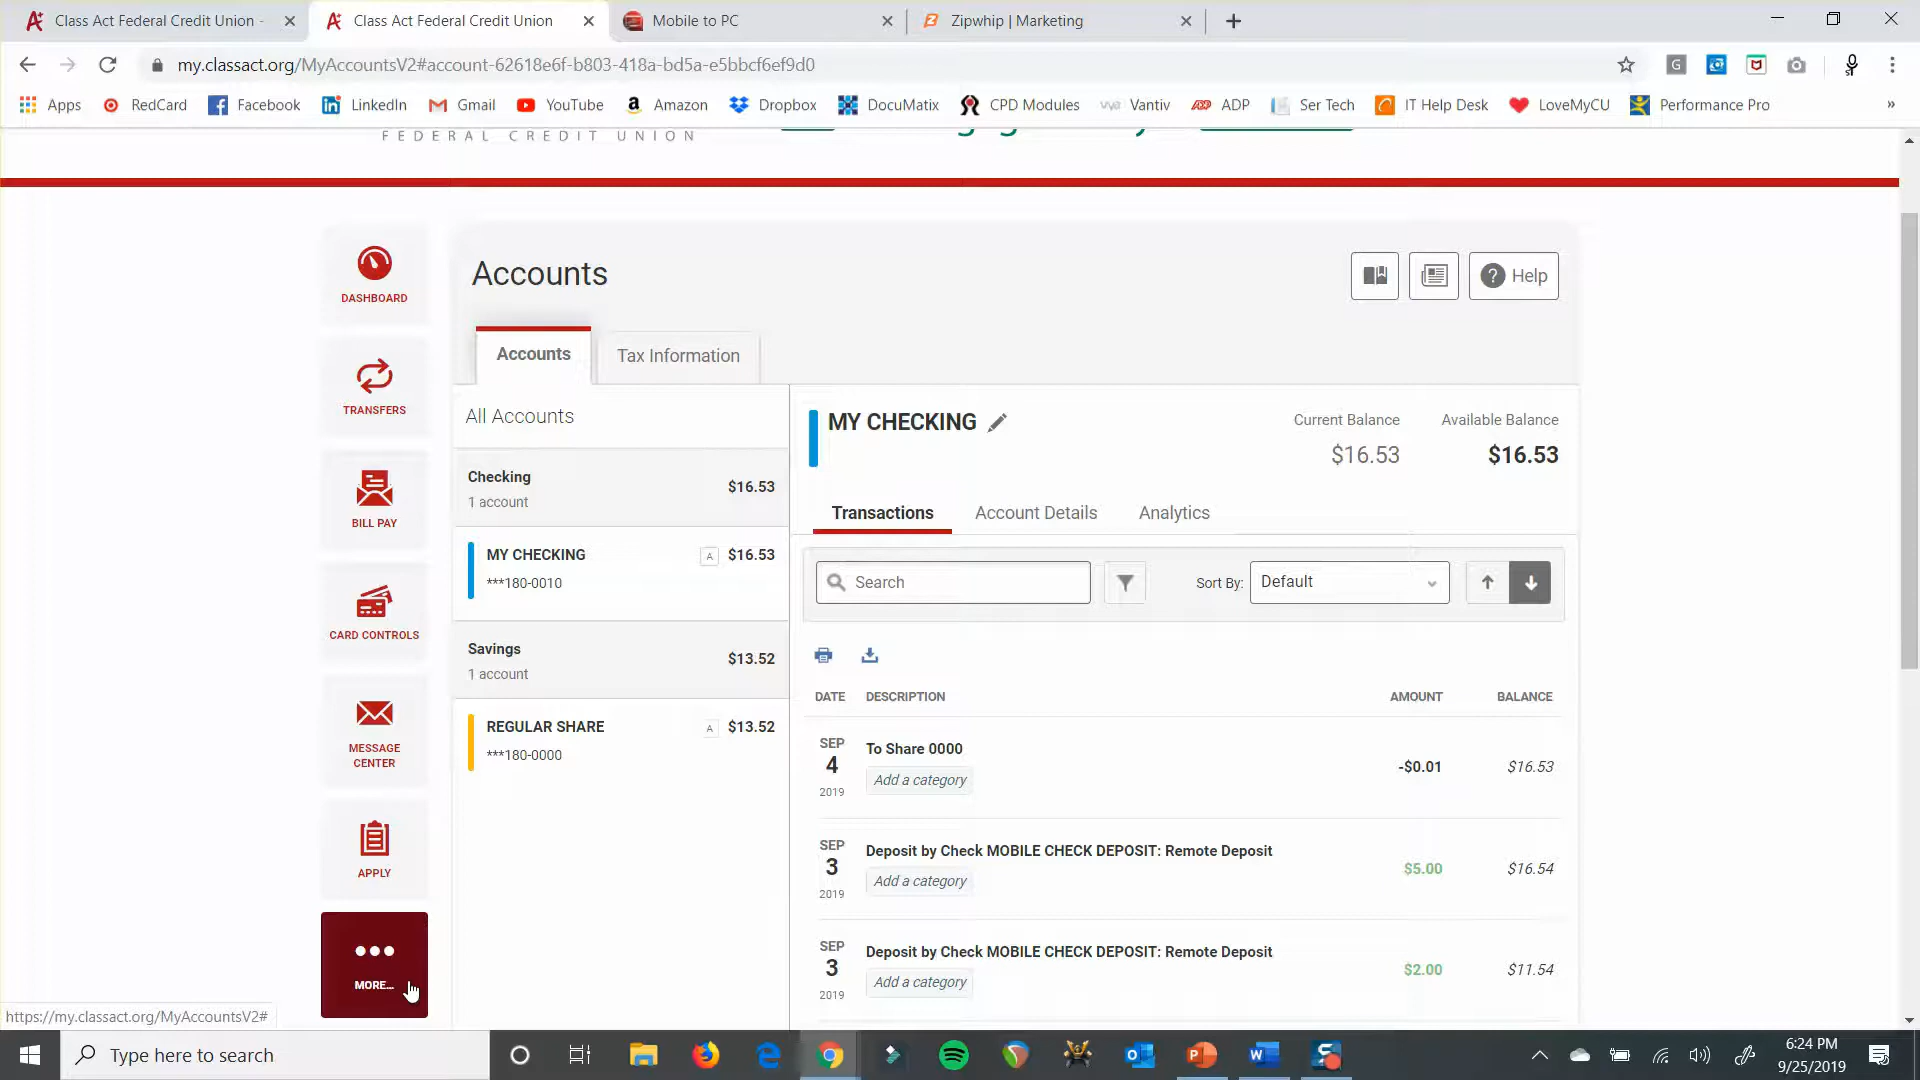 Class Act Federal Credit Union -
Class Act Federal Credit Union
Mobile to PC
Zipwhip | Marketing
my.classact.org/MyAccountsV2#account-62618e6f-b803-418a-bd5a-e5bbcf6ef9d0
Apps
RedCard
Facebook
LinkedIn
Gmail
YouTube
Amazon
Dropbox
DocuMatix
CPD Modules
Vantiv
ADP
Ser Tech
IT Help Desk
LoveMyCU
Performance Pro
»
FEDERAL CREDIT UNION
DASHBOARD
TRANSFERS
BILL PAY
CARD CONTROLS
MESSAGE
CENTER
APPLY
MORE...
Accounts
? Help
Accounts
Tax Information
All Accounts
Checking
1 account
$16.53
MY CHECKING
A
$16.53
***180-0010
Savings
1 account
$13.52
REGULAR SHARE
A
$13.52
***180-0000
MY CHECKING
Current Balance
$16.53
Available Balance
$16.53
Transactions
Account Details
Analytics
Search
Sort By:
Default
DATE DESCRIPTION AMOUNT BALANCE
SEP
4
2019
To Share 0000
Add a category
-$0.01
$16.53
SEP
3
2019
Deposit by Check MOBILE CHECK DEPOSIT: Remote Deposit
Add a category
$5.00
$16.54
SEP
3
2019
Deposit by Check MOBILE CHECK DEPOSIT: Remote Deposit
Add a category
$2.00
$11.54
https://my.classact.org/MyAccountsV2#
Type here to search
6:24 PM
9/25/2019